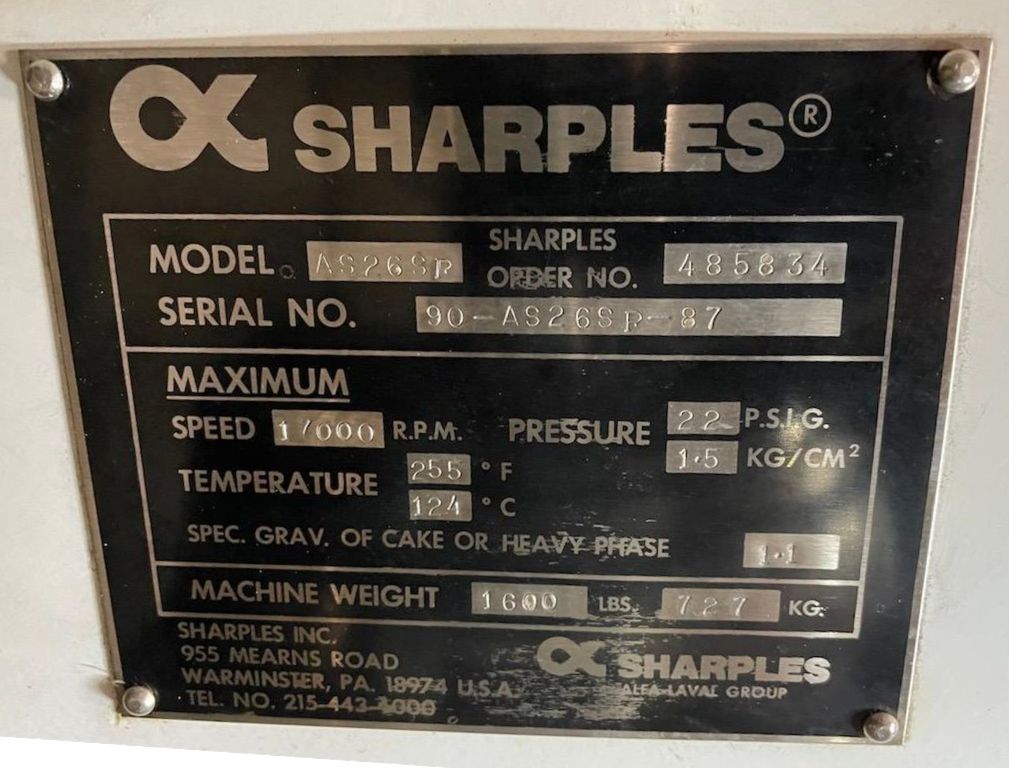 SHARPLES®
MODEL AS26SP SHARPLES ORDER NO. 485834
SERIAL NO. 90-AS26SP-87
MAXIMUM
SPEED 17000 R.P.M. PRESSURE 22 P.S.I.G.
1.5 KG/CM²
TEMPERATURE 255 °F
124 °C
SPEC. GRAV. OF CAKE OR HEAVY PHASE 1.1
MACHINE WEIGHT 1600 LBS. 727 KG.
SHARPLES INC.
955 MEARNS ROAD
WARMINSTER, PA. 18974 U.S.A.
TEL. NO. 215-443-4000
SHARPLES
ALFA-LAVAL GROUP